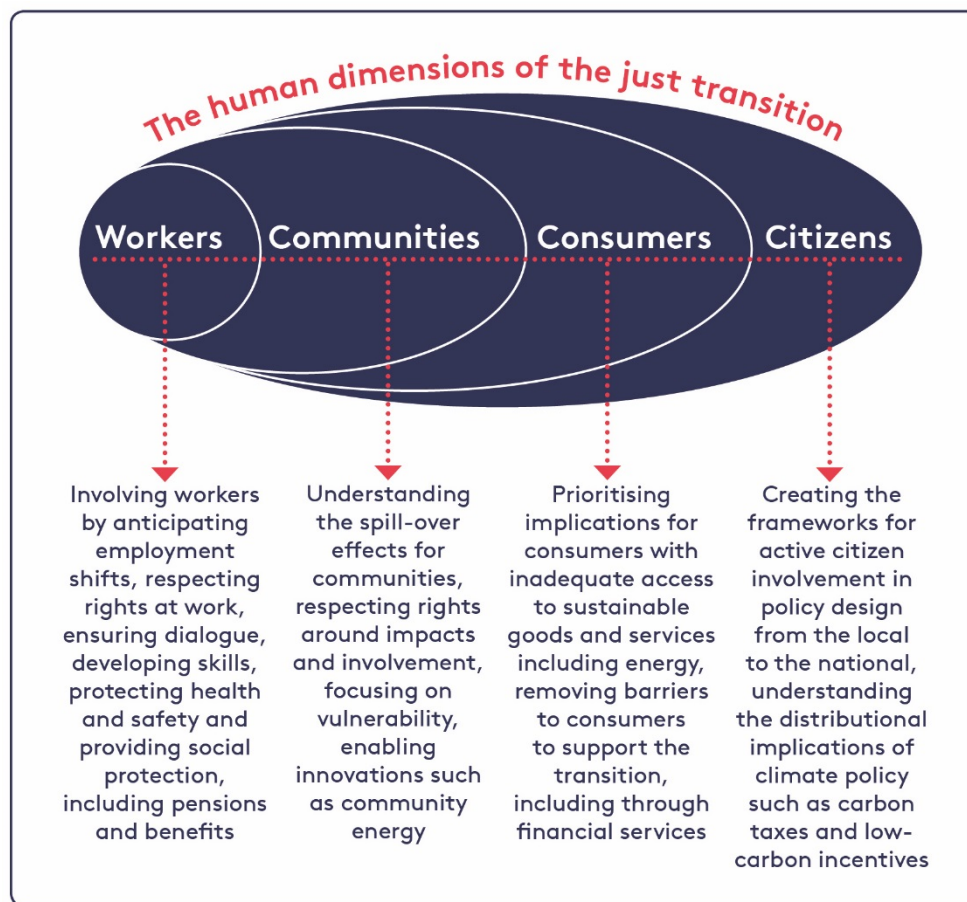 The human dimensions of the just transition
Workers
Communities
Consumers
Citizens
Involving workers
by anticipating
employment
shifts, respecting
rights at work,
ensuring dialogue,
developing skills,
protecting health
and safety and
providing social
protection,
including pensions
and benefits
Understanding
the spill-over
effects for
communities,
respecting rights
around impacts
and involvement,
focusing on
vulnerability,
enabling
innovations such
as community
energy
Prioritising
implications for
consumers with
inadequate access
to sustainable
goods and services
including energy,
removing barriers
to consumers
to support the
transition,
including through
financial services
Creating the
frameworks for
active citizen
involvement in
policy design
from the local
to the national,
understanding
the distributional
implications of
climate policy
such as carbon
taxes and low-
carbon incentives